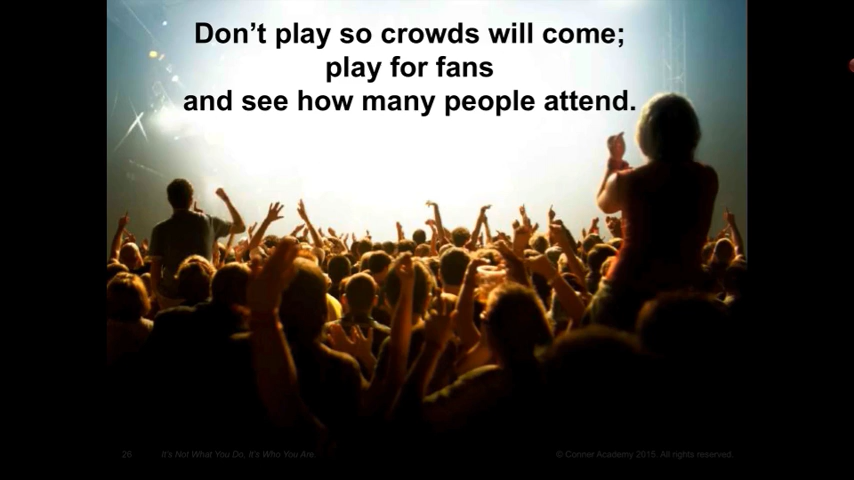 Don't play so crowds will come;
play for fans
and see how many people attend.
26 It's Not What You Do. It's Who You Are. © Conner Academy 2015. All rights reserved.